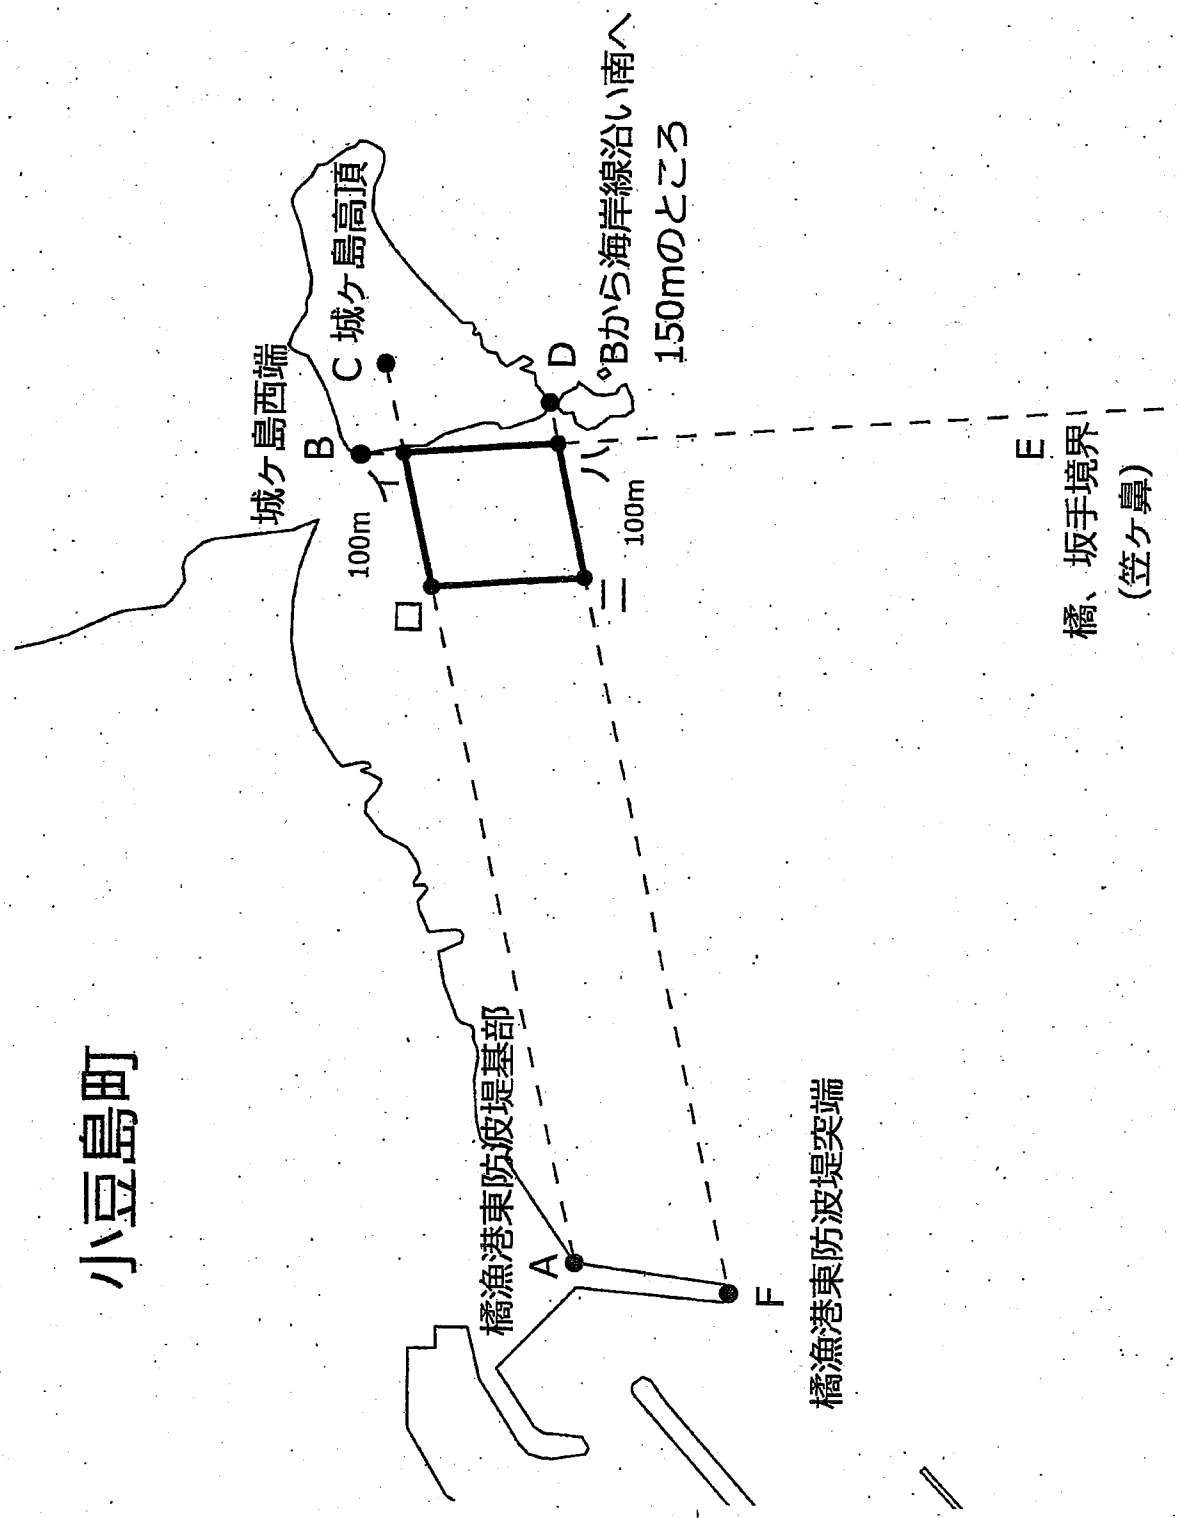 小豆島町
城ヶ島西端
B
C 城ヶ島高頂
イ
100m
ロ
ハ
100m
ニ
D
Bから海岸線沿い南へ
150mのところ
E
橘、坂手境界
(笠ヶ鼻)
橘漁港東防波堤基部
A
F
橘漁港東防波堤突端